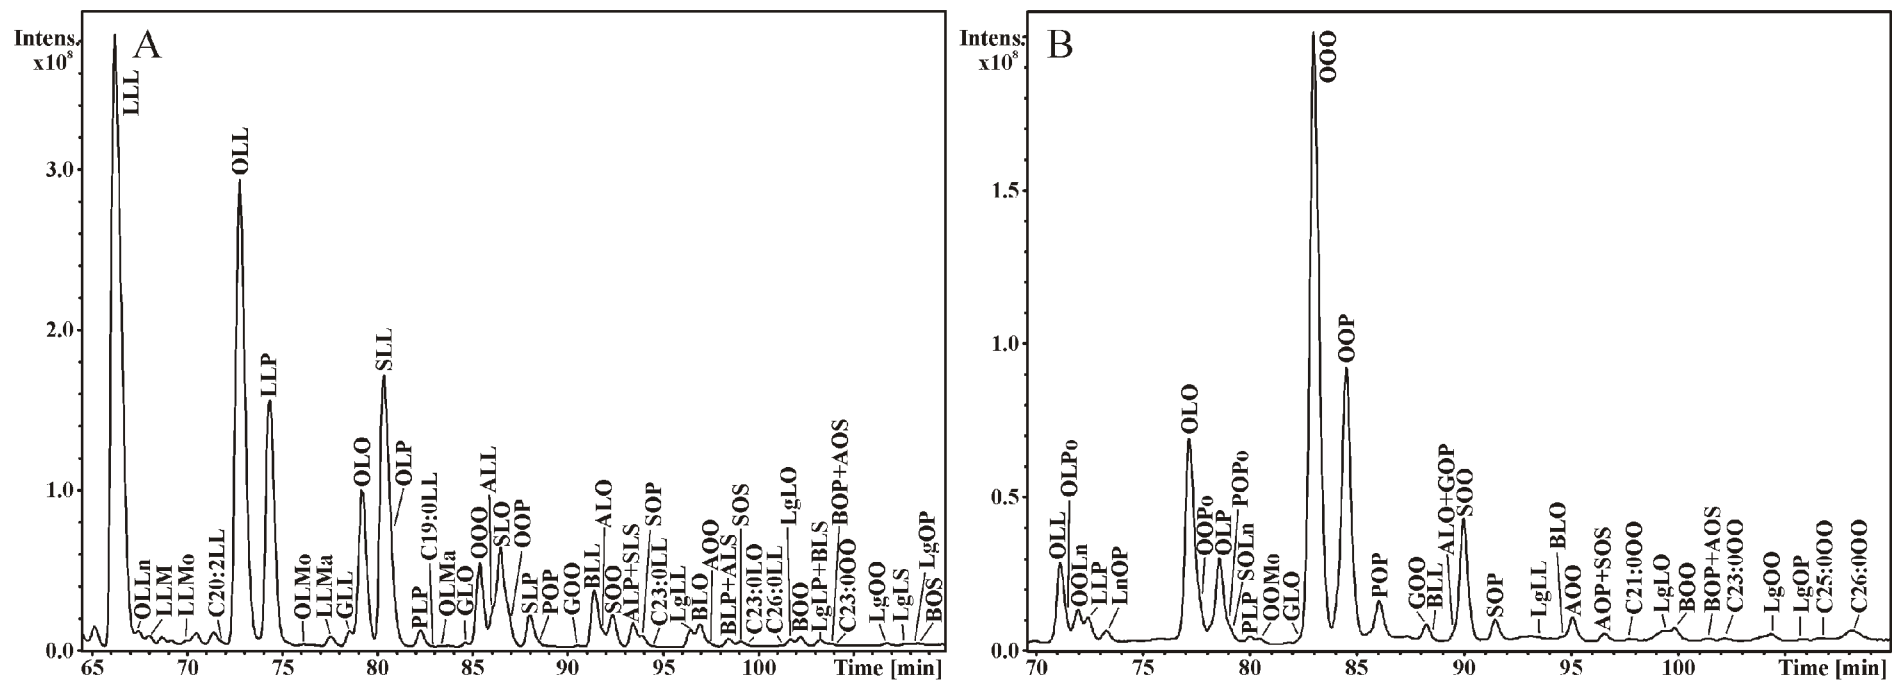 Intens.
x10⁸
A
3.0
2.0
1.0
0.0
65
70
75
80
85
90
95
100
Time [min]
LLL
OLLn
LLM
LLMo
C20:2LL
OLL
LLP
OLMo
LLMa
GLL
OLO
SLL
OLP
PLP
C19:0LL
OLMa
GLO
OOO
ALL
SLO
OOP
SLP
POP
GOO
BLL
ALO
SOO
ALP+SLS
SOP
C23:0LL
LgLL
BLO
AOO
BLP+ALS
SOS
C23:0LO
C26:0LL
LgLO
BOO
LgLP+BLS
BOP+AOS
C23:0OO
LgOO
LgLS
LgOP
BOS
Intens.
x10⁸
B
1.5
1.0
0.5
0.0
70
75
80
85
90
95
100
Time [min]
OLL
OLPo
OOLn
LLP
LnOP
OLO
OOPo
OLP
POPo
SOLn
PLP
OOMo
GLO
OOO
OOP
POP
GOO
BLL
ALO+GOP
SOO
SOP
LgLL
BLO
AOO
AOP+SOS
C21:0OO
LgLO
BOO
BOP+AOS
C23:0OO
LgOO
LgOP
C25:0OO
C26:0OO